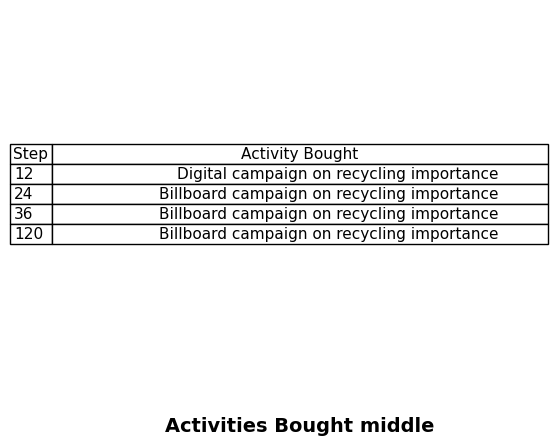 Step Activity Bought
12 Digital campaign on recycling importance
24 Billboard campaign on recycling importance
36 Billboard campaign on recycling importance
120 Billboard campaign on recycling importance
Activities Bought middle